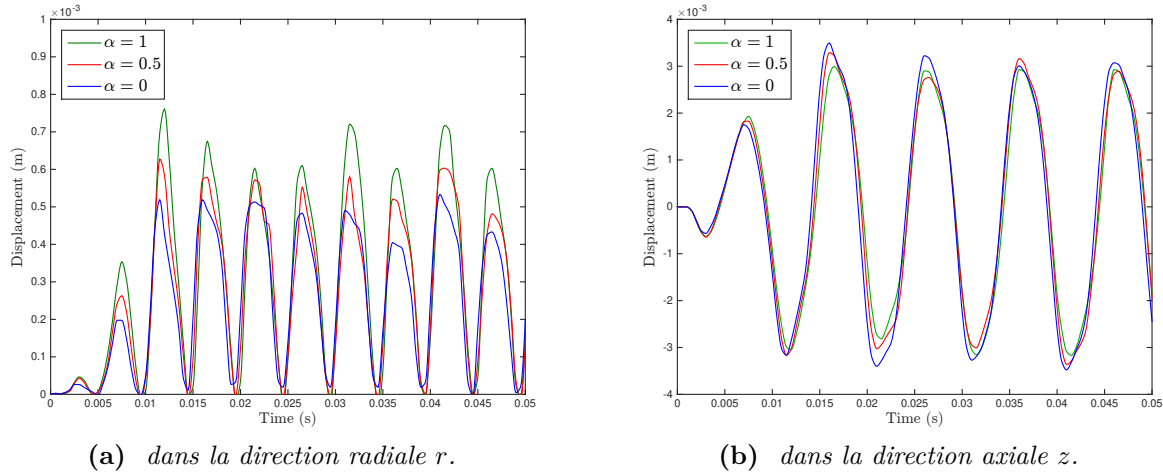 ×10⁻³
1
0.9
0.8
0.7
0.6
0.5
0.4
0.3
0.2
0.1
0
α = 1
α = 0.5
α = 0
Displacement (m)
0 0.005 0.01 0.015 0.02 0.025 0.03 0.035 0.04 0.045 0.05
Time (s)
(a) dans la direction radiale r.
×10⁻³
4
3
2
1
0
-1
-2
-3
-4
α = 1
α = 0.5
α = 0
Displacement (m)
0 0.005 0.01 0.015 0.02 0.025 0.03 0.035 0.04 0.045 0.05
Time (s)
(b) dans la direction axiale z.